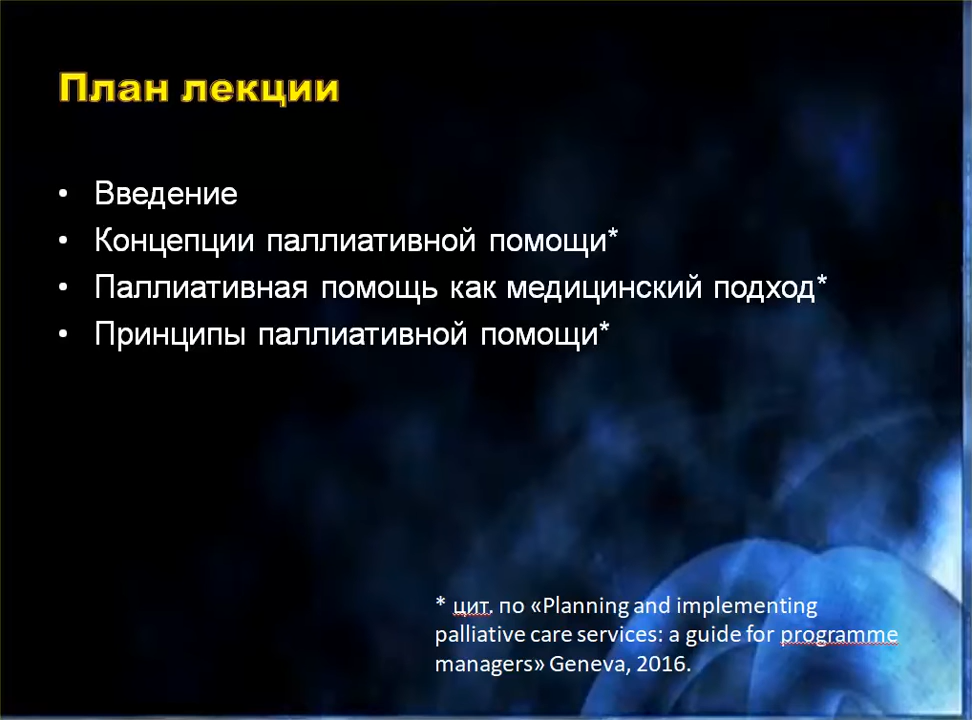 План лекции
• Введение
• Концепции паллиативной помощи*
• Паллиативная помощь как медицинский подход*
• Принципы паллиативной помощи*
* цит. по «Planning and implementing
palliative care services: a guide for programme
managers» Geneva, 2016.